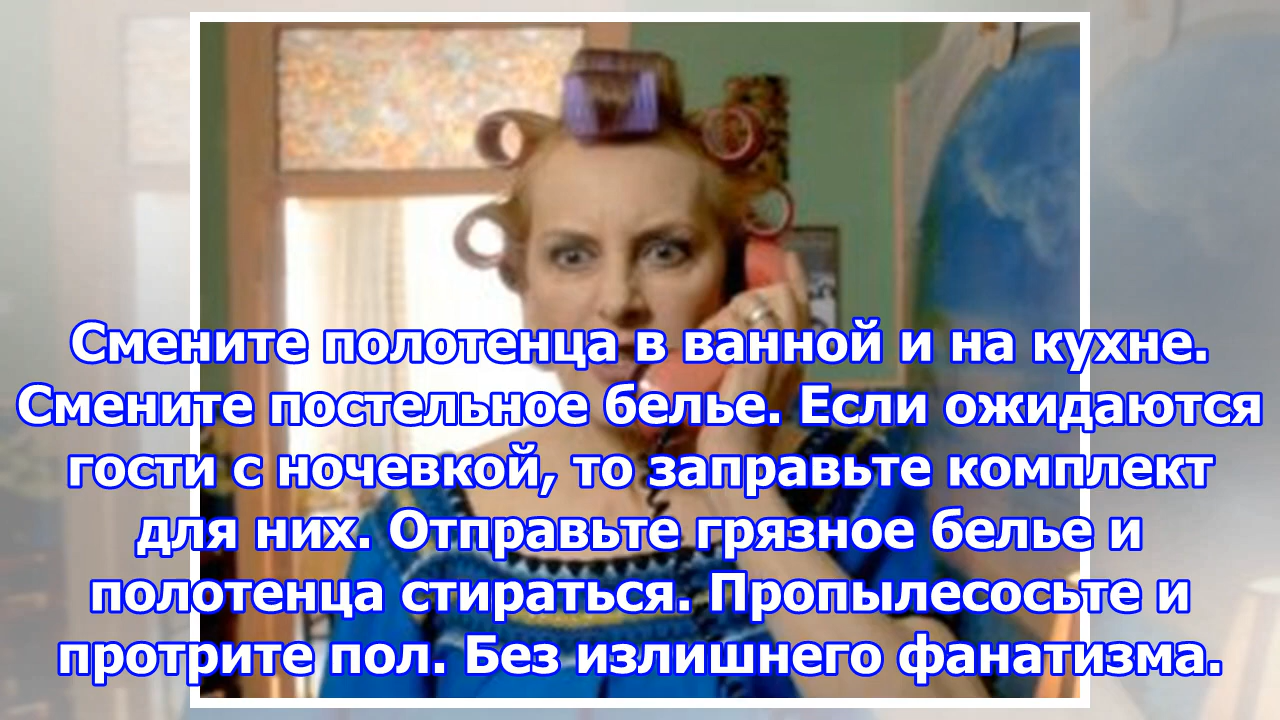 Смените полотенца в ванной и на кухне.
Смените постельное белье. Если ожидаются
гости с ночевкой, то заправьте комплект
для них. Отправьте грязное белье и
полотенца стираться. Пропылесосьте и
протрите пол. Без излишнего фанатизма.